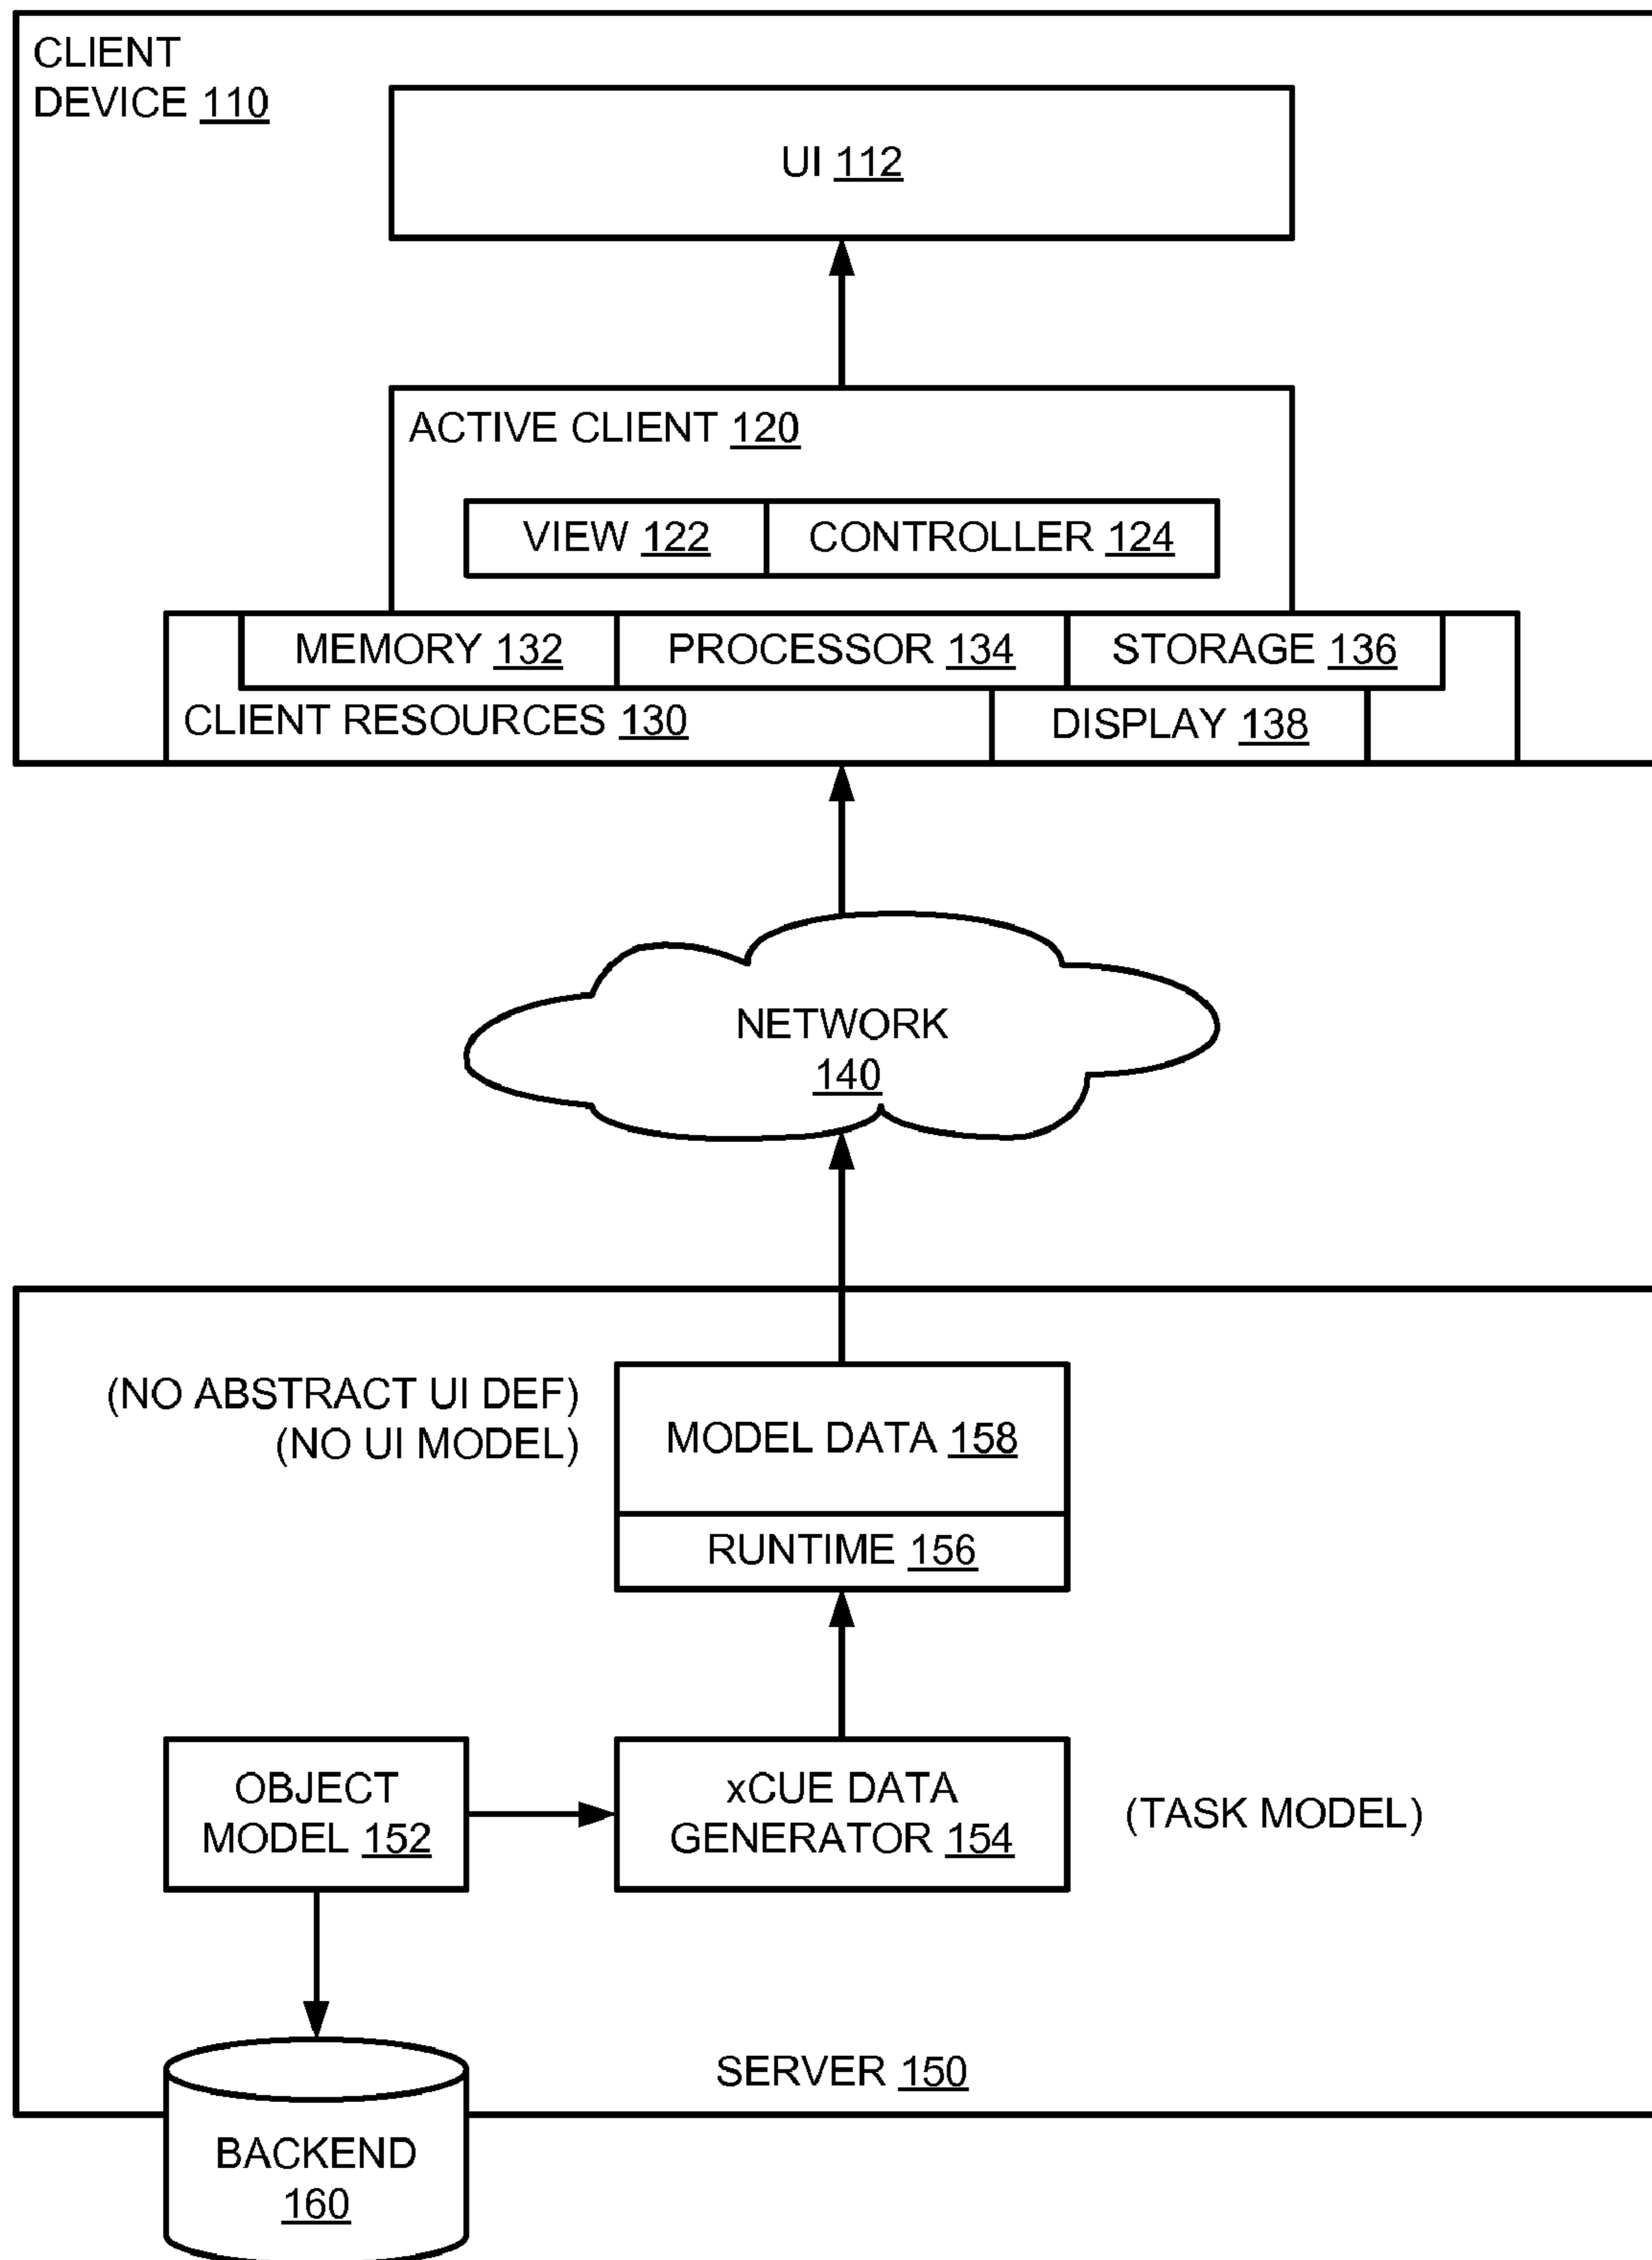 CLIENT
DEVICE 110
UI 112
ACTIVE CLIENT 120
VIEW 122
CONTROLLER 124
MEMORY 132
PROCESSOR 134
STORAGE 136
CLIENT RESOURCES 130
DISPLAY 138
NETWORK
140
(NO ABSTRACT UI DEF)
(NO UI MODEL)
MODEL DATA 158
RUNTIME 156
OBJECT
MODEL 152
xCUE DATA
GENERATOR 154
(TASK MODEL)
SERVER 150
BACKEND
160